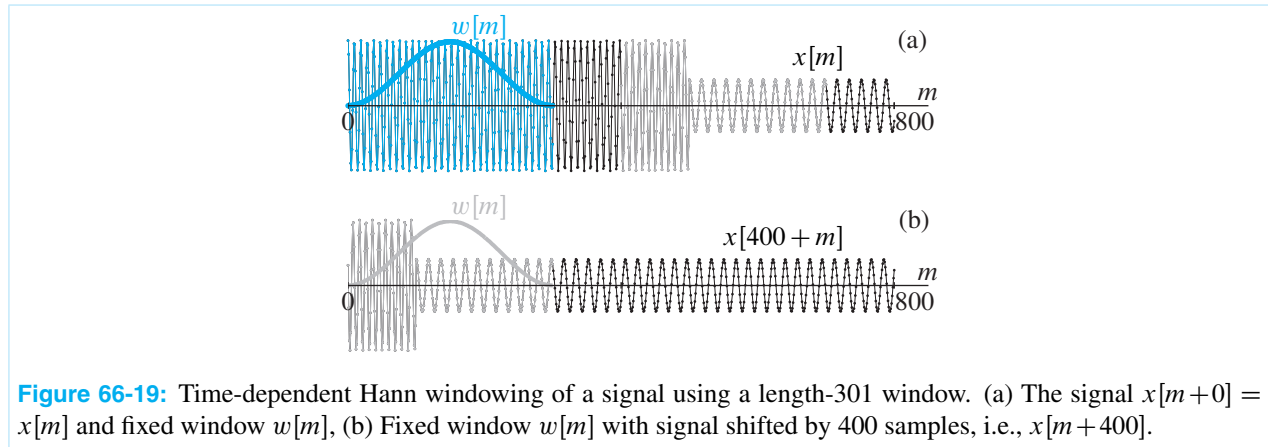 w[m] (a)
x[m]
m
0 800
w[m] (b)
x[400 + m]
m
0 800
Figure 66-19: Time-dependent Hann windowing of a signal using a length-301 window. (a) The signal x[m+0] =
x[m] and fixed window w[m], (b) Fixed window w[m] with signal shifted by 400 samples, i.e., x[m+400].